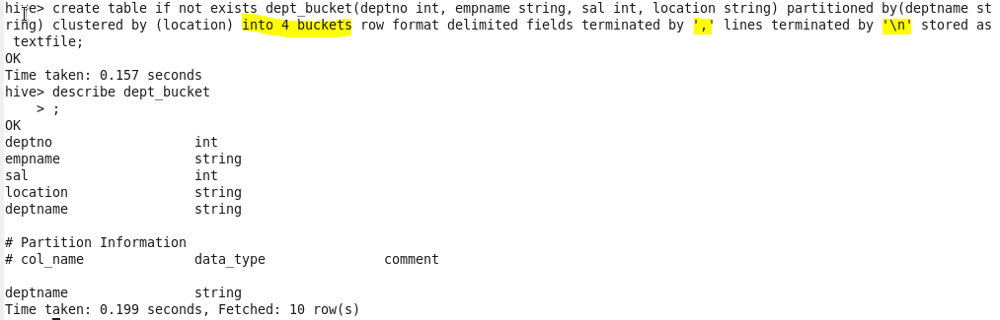 hive> create table if not exists dept_bucket(deptno int, empname string, sal int, location string) partitioned by(deptname st
ring) clustered by (location) into 4 buckets row format delimited fields terminated by ',' lines terminated by '\n' stored as
 textfile;
OK
Time taken: 0.157 seconds
hive> describe dept_bucket
    > ;
OK
deptno                  int
empname                 string
sal                     int
location                string
deptname                string
# Partition Information
# col_name              data_type               comment
deptname                string
Time taken: 0.199 seconds, Fetched: 10 row(s)